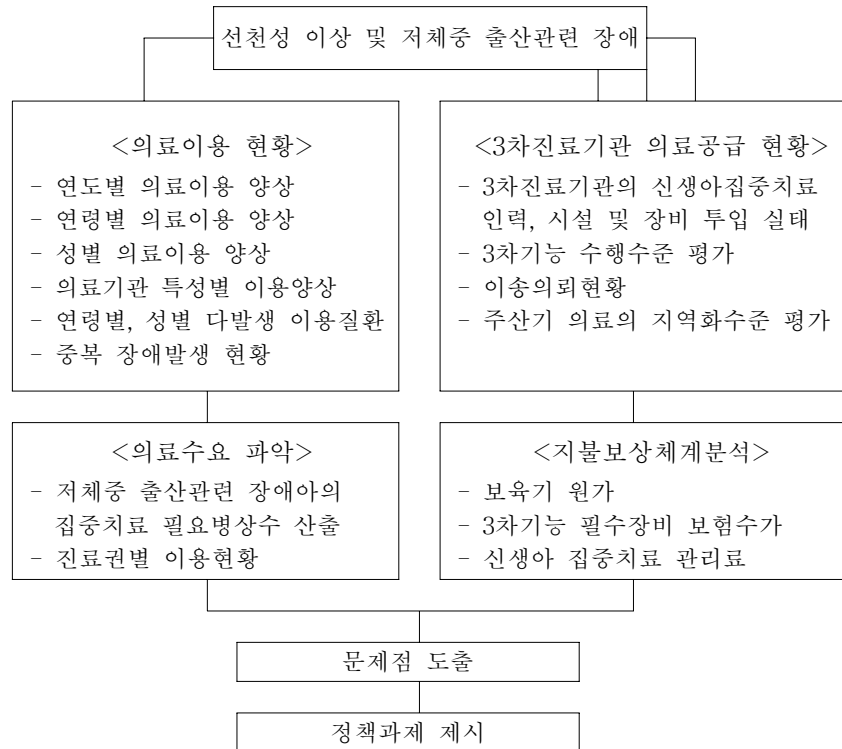 선천성 이상 및 저체중 출산관련 장애
<의료이용 현황>
- 연도별 의료이용 양상
- 연령별 의료이용 양상
- 성별 의료이용 양상
- 의료기관 특성별 이용양상
- 연령별, 성별 다발생 이용질환
- 중복 장애발생 현황
<3차진료기관 의료공급 현황>
- 3차진료기관의 신생아집중치료
인력, 시설 및 장비 투입 실태
- 3차기능 수행수준 평가
- 이송의뢰현황
- 주산기 의료의 지역화수준 평가
<의료수요 파악>
- 저체중 출산관련 장애아의
집중치료 필요병상수 산출
- 진료권별 이용현황
<지불보상체계분석>
- 보육기 원가
- 3차기능 필수장비 보험수가
- 신생아 집중치료 관리료
문제점 도출
정책과제 제시